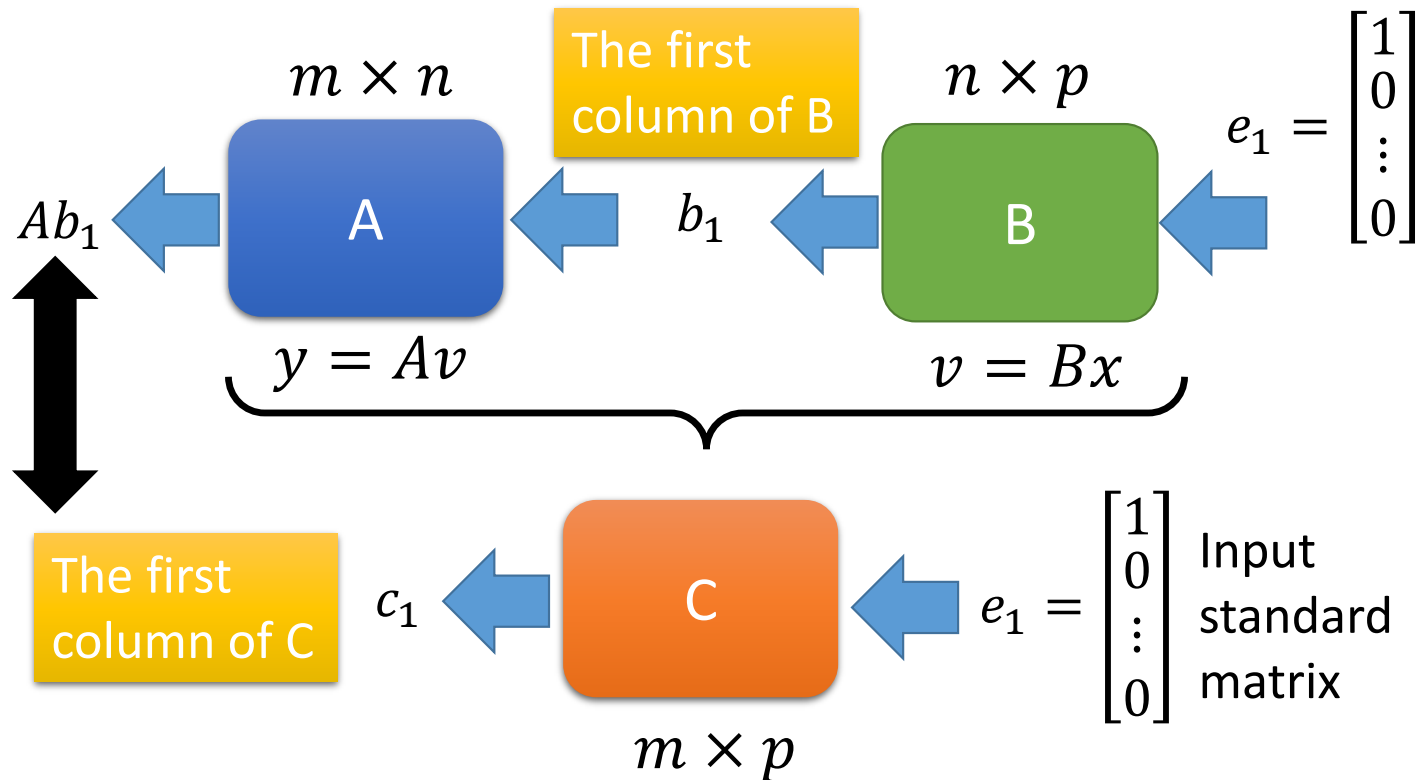 The first
column of B
m × n
n × p
e₁ = [1 0 ⋮ 0]
Ab₁
A
b₁
B
y = Av
v = Bx
The first
column of C
c₁
C
e₁ = [1 0 ⋮ 0]
Input
standard
matrix
m × p